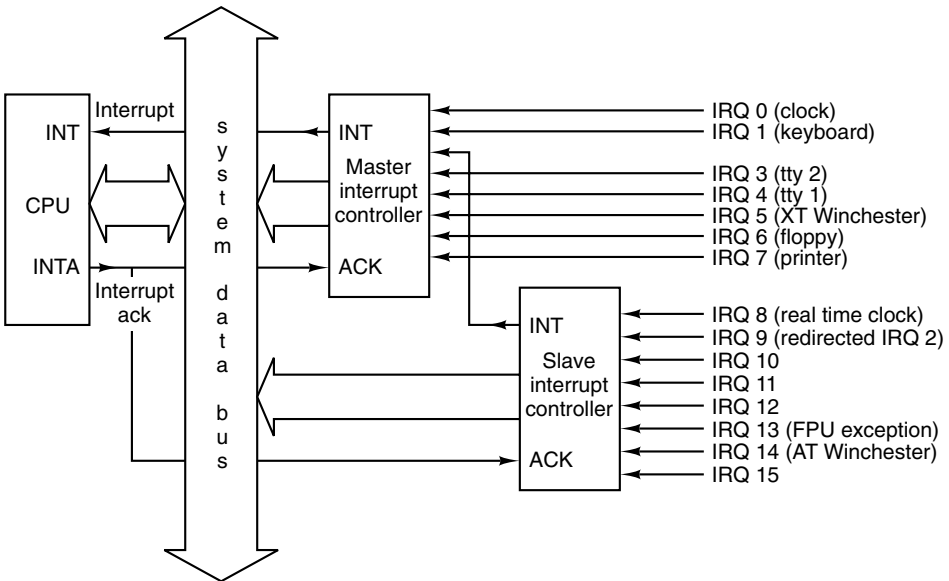 Interrupt
INT
CPU
INTA
Interrupt
ack
system data bus
INT
Master
interrupt
controller
ACK
IRQ 0 (clock)
IRQ 1 (keyboard)
IRQ 3 (tty 2)
IRQ 4 (tty 1)
IRQ 5 (XT Winchester)
IRQ 6 (floppy)
IRQ 7 (printer)
INT
Slave
interrupt
controller
ACK
IRQ 8 (real time clock)
IRQ 9 (redirected IRQ 2)
IRQ 10
IRQ 11
IRQ 12
IRQ 13 (FPU exception)
IRQ 14 (AT Winchester)
IRQ 15